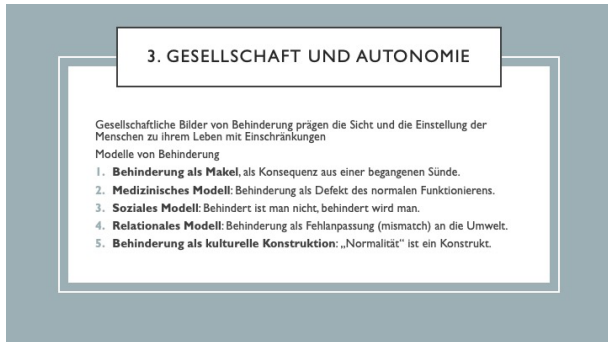 3. GESELLSCHAFT UND AUTONOMIE
Gesellschaftliche Bilder von Behinderung prägen die Sicht und die Einstellung der
Menschen zu ihrem Leben mit Einschränkungen
Modelle von Behinderung
1. Behinderung als Makel, als Konsequenz aus einer begangenen Sünde.
2. Medizinisches Modell: Behinderung als Defekt des normalen Funktionierens.
3. Soziales Modell: Behindert ist man nicht, behindert wird man.
4. Relationales Modell: Behinderung als Fehlanpassung (mismatch) an die Umwelt.
5. Behinderung als kulturelle Konstruktion: „Normalität“ ist ein Konstrukt.